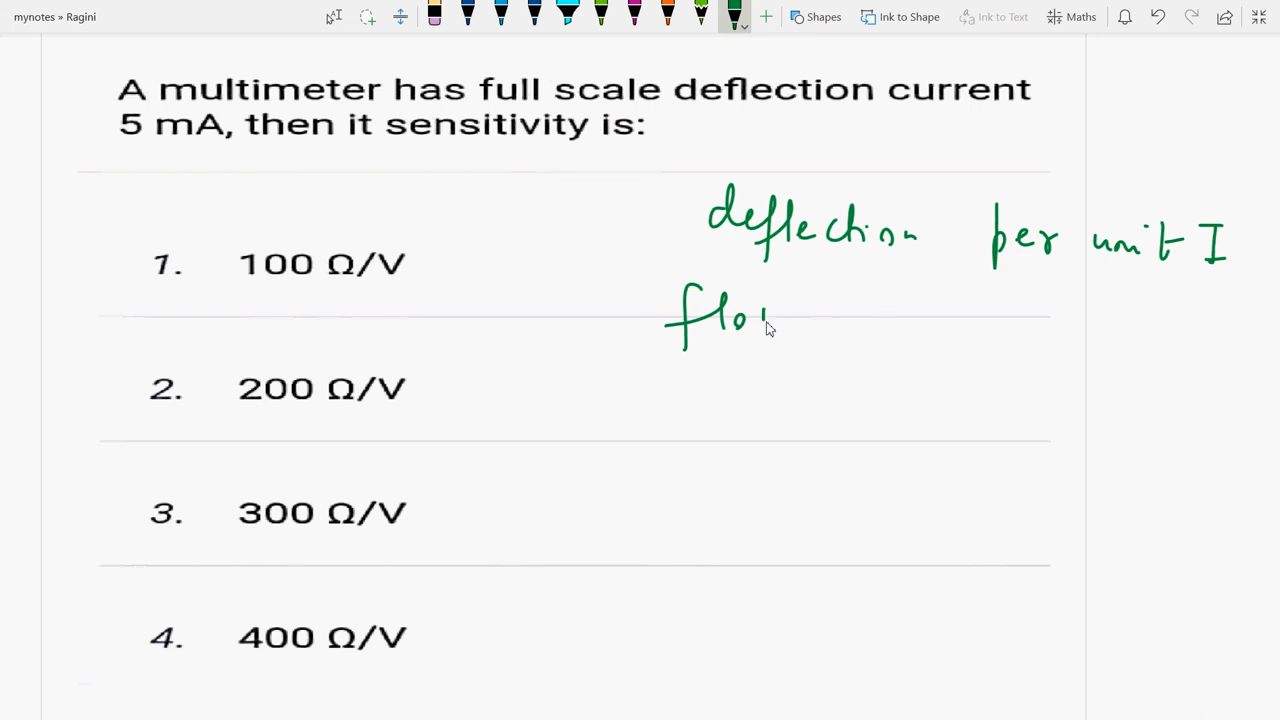 mynotes » Ragini
Shapes
Ink to Shape
Ink to Text
Maths
A multimeter has full scale deflection current
5 mA, then it sensitivity is:
deflection per unit I
1. 100 Ω/V
2. 200 Ω/V
3. 300 Ω/V
4. 400 Ω/V